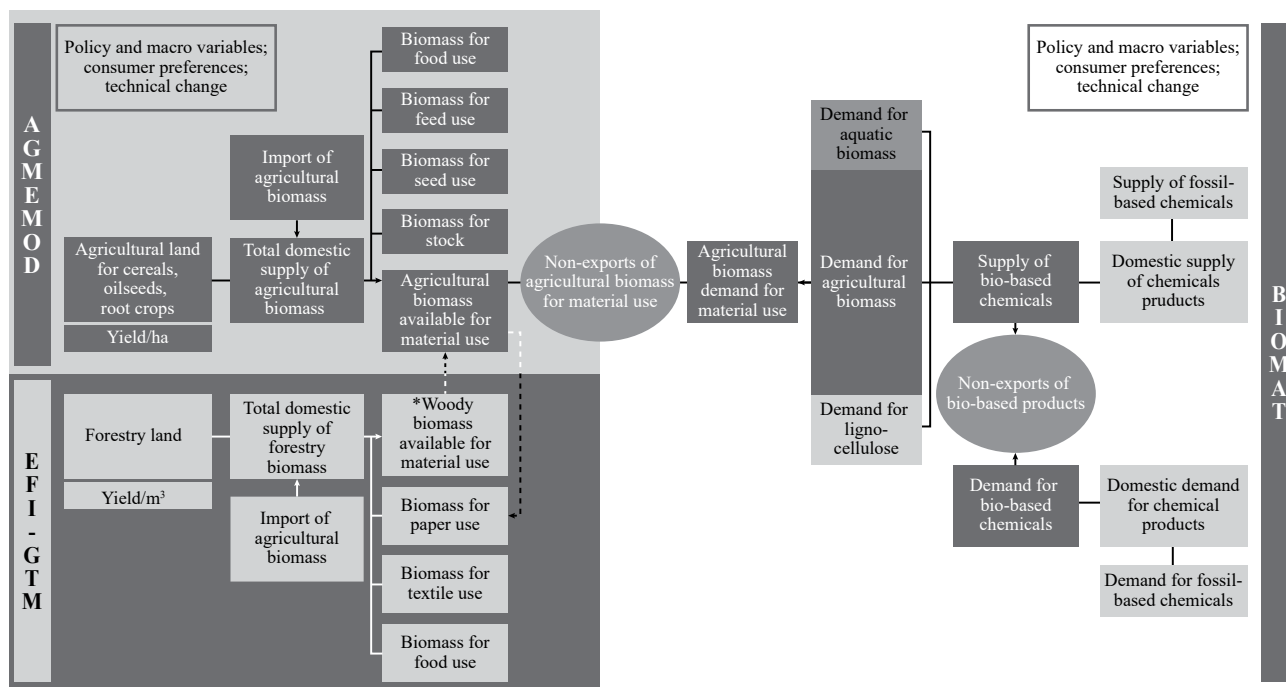 AGMEMOD
Policy and macro variables;
consumer preferences;
technical change
Import of
agricultural
biomass
Agricultural land
for cereals,
oilseeds,
root crops
Yield/ha
Total domestic
supply of
agricultural
biomass
Biomass for
food use
Biomass for
feed use
Biomass for
seed use
Biomass for
stock
Agricultural
biomass
available for
material use
Non-exports of
agricultural biomass
for material use
EFI-GTM
Forestry land
Yield/m³
Total domestic
supply of
forestry
biomass
Import of
agricultural
biomass
*Woody
biomass
available for
material use
Biomass for
paper use
Biomass for
textile use
Biomass for
food use
Agricultural
biomass
demand for
material use
Demand for
aquatic
biomass
Demand for
agricultural
biomass
Demand for
ligno-
cellulose
Policy and macro variables;
consumer preferences;
technical change
Supply of fossil-
based chemicals
Supply of
bio-based
chemicals
Domestic supply
of chemicals
prpducts
Non-exports of
bio-based products
Demand for
bio-based
chemicals
Domestic demand
for chemical
products
Demand for fossil-
based chemicals
BIOMAT